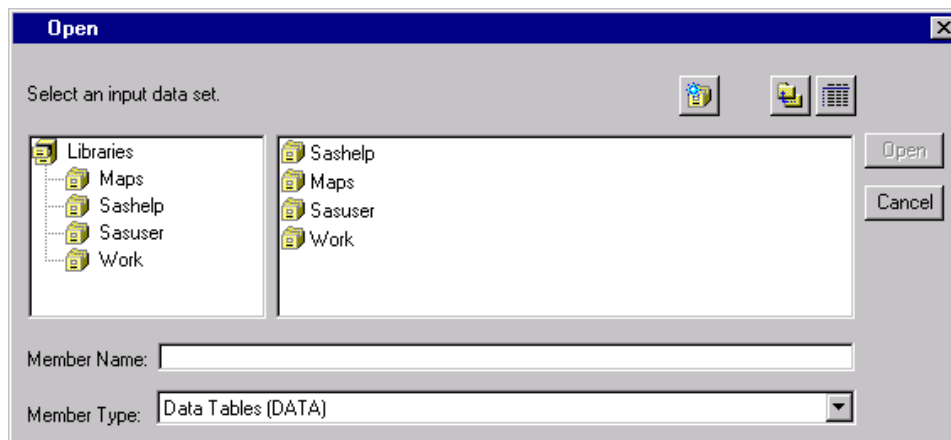 Open
Select an input data set.
Libraries
Maps
Sashelp
Sasuser
Work
Sashelp
Maps
Sasuser
Work
Open
Cancel
Member Name:
Member Type: Data Tables (DATA)